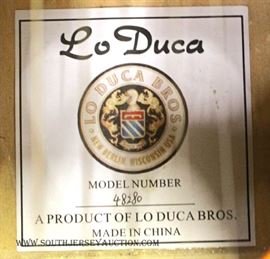 Lo Duca
LO DUCA BROS
NEW BERLIN WISCONSIN USA
MODEL NUMBER
48280
A PRODUCT OF LO DUCA BROS.
MADE IN CHINA
WWW.SOUTHJERSEYAUCTION.COM